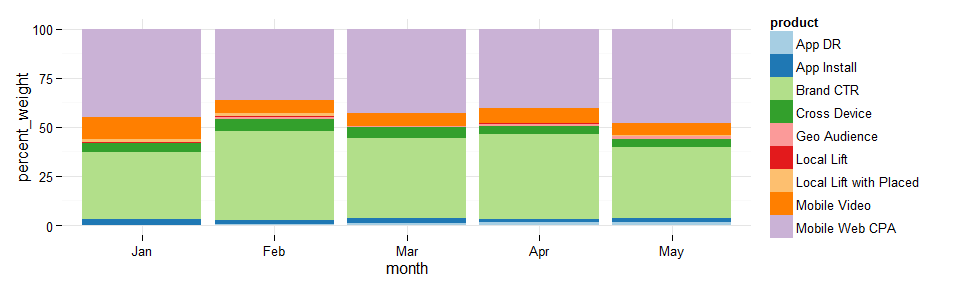 percent_weight
100
75
50
25
0
Jan Feb Mar Apr May
month
product
App DR
App Install
Brand CTR
Cross Device
Geo Audience
Local Lift
Local Lift with Placed
Mobile Video
Mobile Web CPA